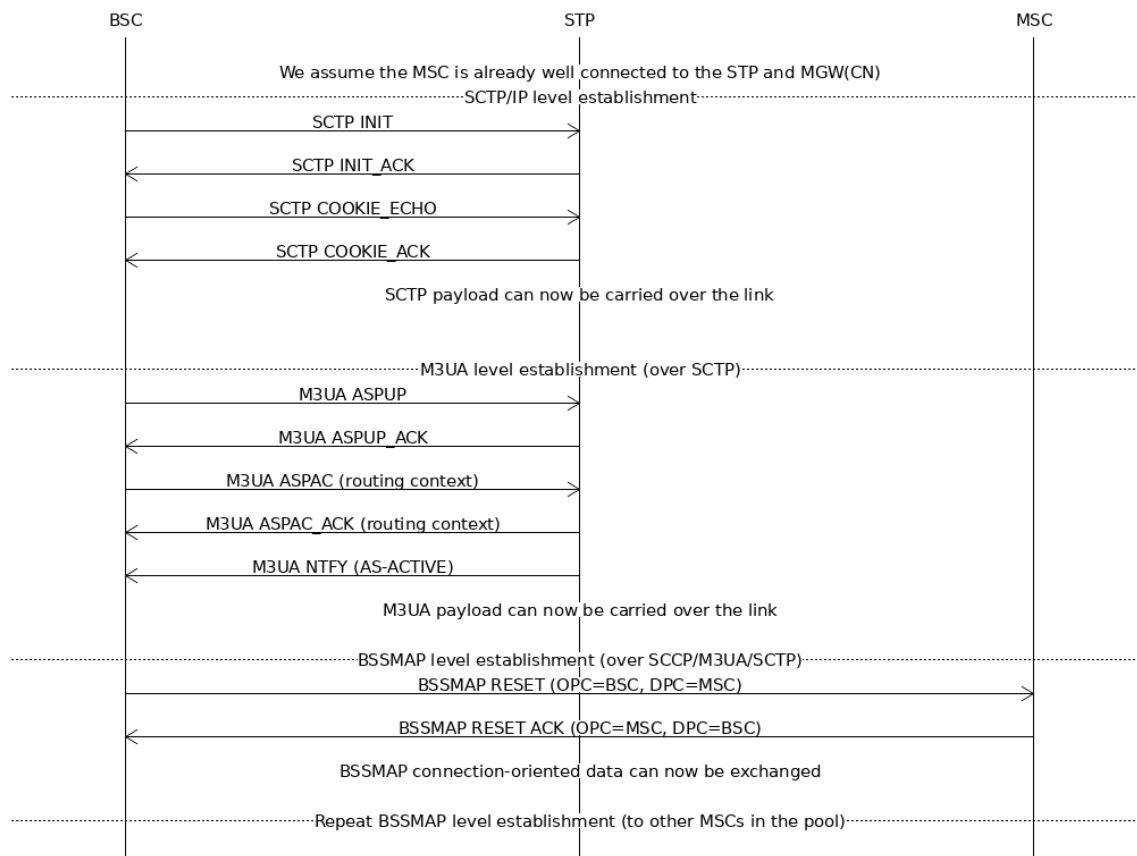 BSC STP MSC
We assume the MSC is already well connected to the STP and MGW(CN)
SCTP/IP level establishment
SCTP INIT
SCTP INIT_ACK
SCTP COOKIE_ECHO
SCTP COOKIE_ACK
SCTP payload can now be carried over the link
M3UA level establishment (over SCTP)
M3UA ASPUP
M3UA ASPUP_ACK
M3UA ASPAC (routing context)
M3UA ASPAC_ACK (routing context)
M3UA NTFY (AS-ACTIVE)
M3UA payload can now be carried over the link
BSSMAP level establishment (over SCCP/M3UA/SCTP)
BSSMAP RESET (OPC=BSC, DPC=MSC)
BSSMAP RESET ACK (OPC=MSC, DPC=BSC)
BSSMAP connection-oriented data can now be exchanged
Repeat BSSMAP level establishment (to other MSCs in the pool)